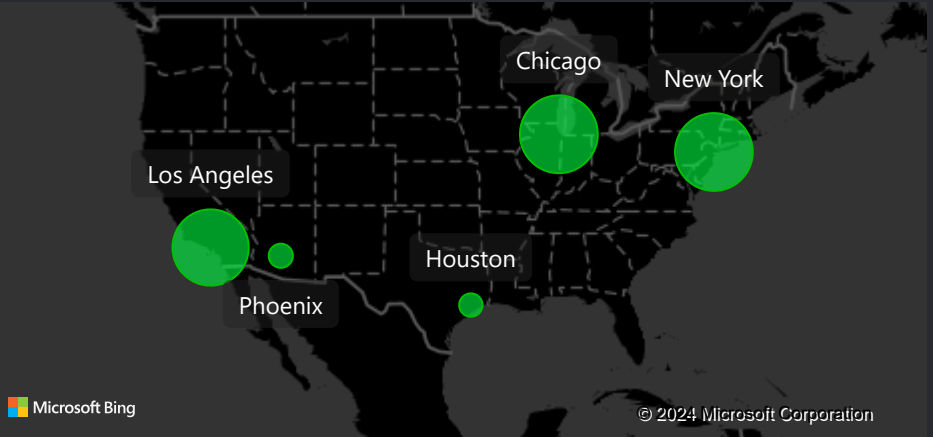 Chicago
New York
Los Angeles
Houston
Phoenix
Microsoft Bing
© 2024 Microsoft Corporation